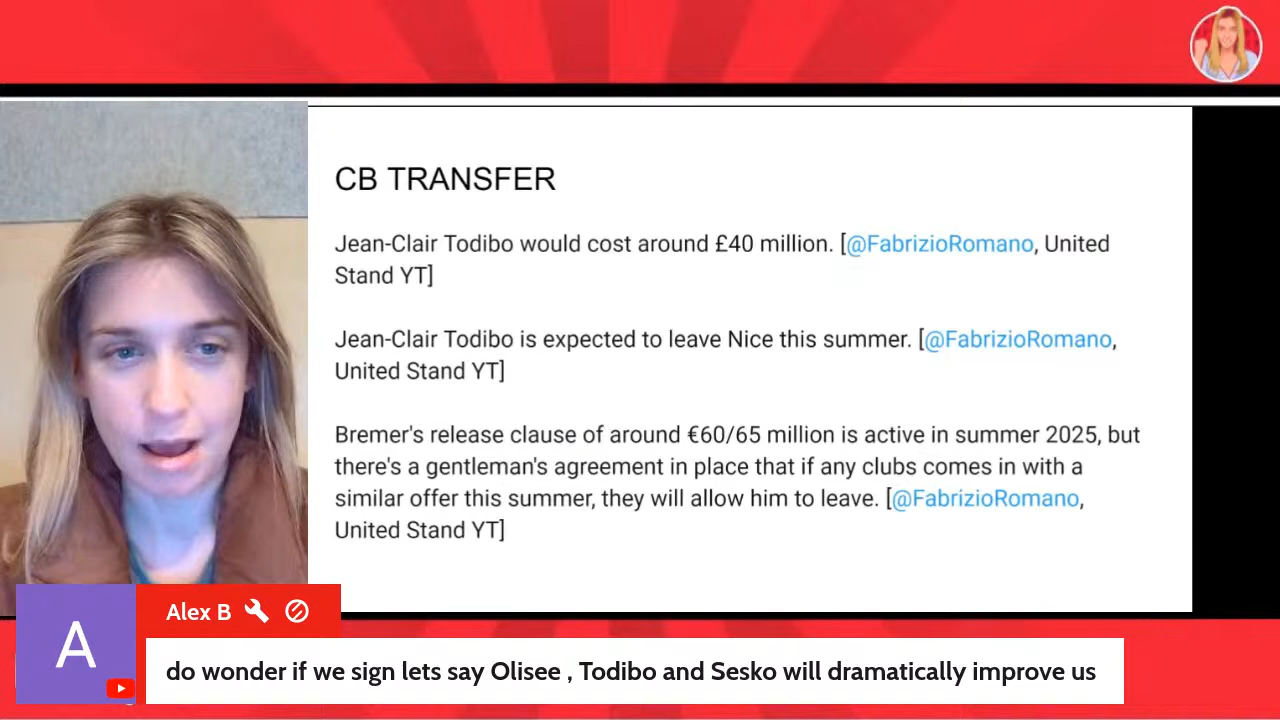 CB TRANSFER
Jean-Clair Todibo would cost around £40 million. [@FabrizioRomano, United
Stand YT]
Jean-Clair Todibo is expected to leave Nice this summer. [@FabrizioRomano,
United Stand YT]
Bremer's release clause of around €60/65 million is active in summer 2025, but
there's a gentleman's agreement in place that if any clubs comes in with a
similar offer this summer, they will allow him to leave. [@FabrizioRomano,
United Stand YT]
A
Alex B
do wonder if we sign lets say Olisee , Todibo and Sesko will dramatically improve us